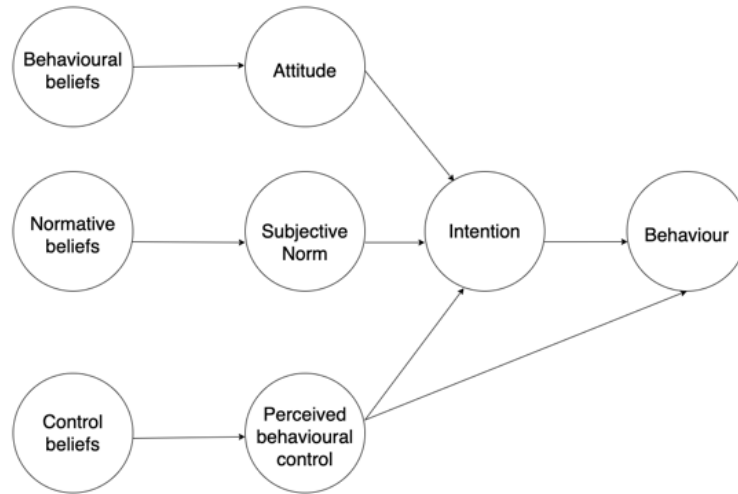 Behavioural
beliefs
Attitude
Normative
beliefs
Subjective
Norm
Intention
Behaviour
Control
beliefs
Perceived
behavioural
control